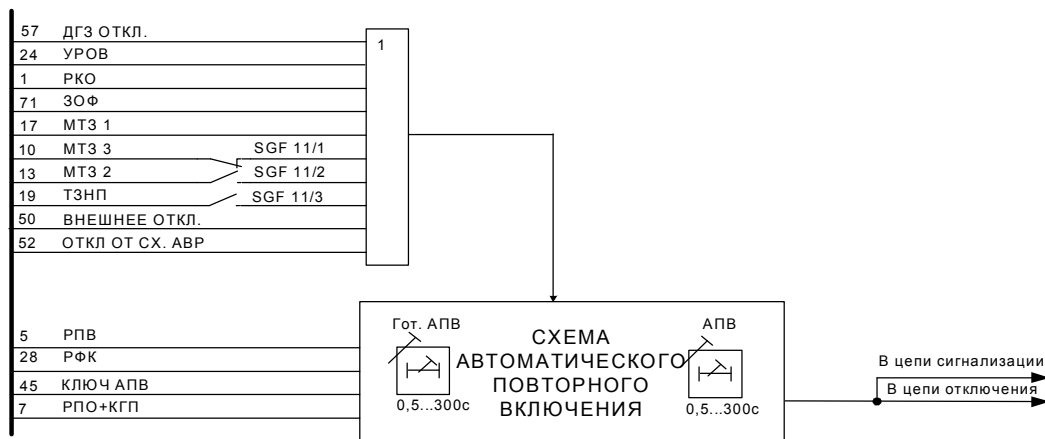 57 ДГЗ ОТКЛ.
24 УРОВ
1 РКО
71 ЗОФ
17 МТЗ 1
10 МТЗ 3 SGF 11/1
13 МТЗ 2 SGF 11/2
19 ТЗНП SGF 11/3
50 ВНЕШНЕЕ ОТКЛ.
52 ОТКЛ ОТ СХ. АВР
1
5 РПВ
28 РФК
45 КЛЮЧ АПВ
7 РПО+КГП
Гот. АПВ
0,5...300с
СХЕМА
АВТОМАТИЧЕСКОГО
ПОВТОРНОГО
ВКЛЮЧЕНИЯ
АПВ
0,5...300с
В цепи сигнализации
В цепи отключения